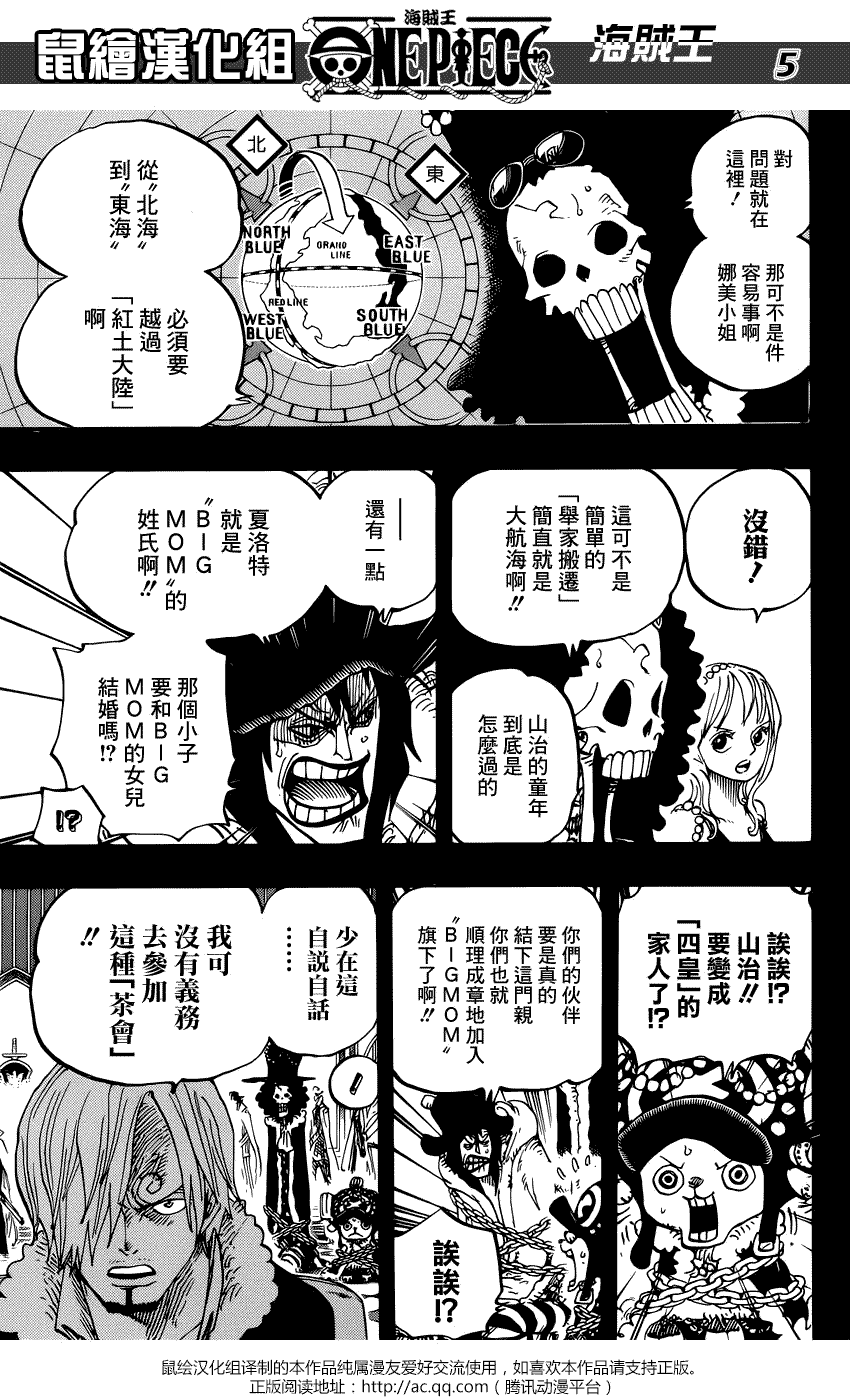 鼠繪漢化組
海賊王
ONE PIECE
海賊王
5
對
問題就在
這裡!
那可不是件
容易事啊
娜美小姐
北
東
NORTH
BLUE
GRAND
LINE
EAST
BLUE
RED LINE
WEST
BLUE
SOUTH
BLUE
從〝北海〞
到〝東海〞
必須要
越過
「紅土大陸」
啊
沒錯!
這可不是
簡單的
「舉家搬遷」
簡直就是
大航海啊!!
山治的童年
到底是
怎麼過的
——
還有一點
夏洛特
就是
〝BIG
MOM〞的
姓氏啊!!
那個小子
要和BIG
MOM的女兒
結婚嗎!?
!?
誒誒!?
山治!!
要變成
「四皇」的
家人了!?
你們的伙伴
要是真的
結下這門親
你們也就
順理成章地加入
〝BIGMOM〞
旗下了啊!!
誒誒!?
少在這
自説自話
……
!
我可
沒有義務
去參加
這種「茶會」
!!
鼠绘汉化组译制的本作品纯属漫友爱好交流使用，如喜欢本作品请支持正版。
正版阅读地址：http://ac.qq.com（腾讯动漫平台）